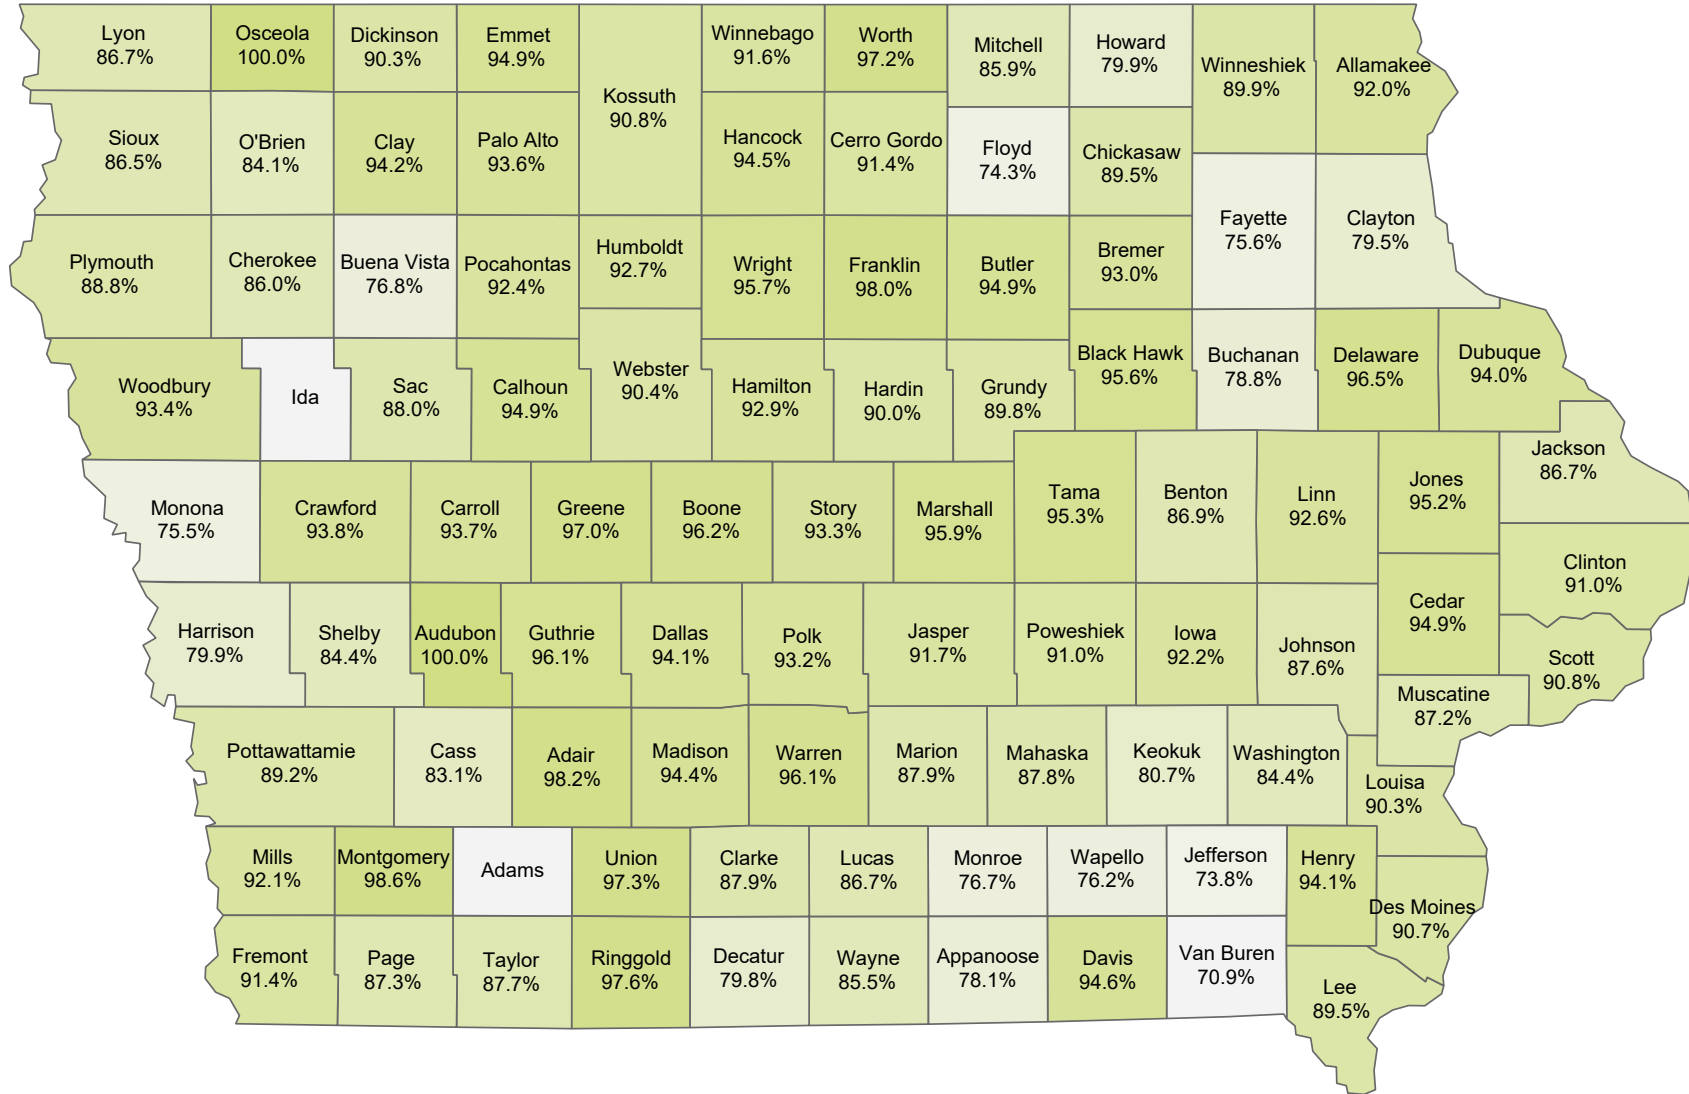 Lyon
86.7%
Osceola
100.0%
Dickinson
90.3%
Emmet
94.9%
Kossuth
90.8%
Winnebago
91.6%
Worth
97.2%
Mitchell
85.9%
Howard
79.9%
Winneshiek
89.9%
Allamakee
92.0%
Sioux
86.5%
O'Brien
84.1%
Clay
94.2%
Palo Alto
93.6%
Hancock
94.5%
Cerro Gordo
91.4%
Floyd
74.3%
Chickasaw
89.5%
Fayette
75.6%
Clayton
79.5%
Plymouth
88.8%
Cherokee
86.0%
Buena Vista
76.8%
Pocahontas
92.4%
Humboldt
92.7%
Wright
95.7%
Franklin
98.0%
Butler
94.9%
Bremer
93.0%
Woodbury
93.4%
Ida
Sac
88.0%
Calhoun
94.9%
Webster
90.4%
Hamilton
92.9%
Hardin
90.0%
Grundy
89.8%
Black Hawk
95.6%
Buchanan
78.8%
Delaware
96.5%
Dubuque
94.0%
Monona
75.5%
Crawford
93.8%
Carroll
93.7%
Greene
97.0%
Boone
96.2%
Story
93.3%
Marshall
95.9%
Tama
95.3%
Benton
86.9%
Linn
92.6%
Jones
95.2%
Jackson
86.7%
Clinton
91.0%
Harrison
79.9%
Shelby
84.4%
Audubon
100.0%
Guthrie
96.1%
Dallas
94.1%
Polk
93.2%
Jasper
91.7%
Poweshiek
91.0%
Iowa
92.2%
Johnson
87.6%
Cedar
94.9%
Scott
90.8%
Muscatine
87.2%
Pottawattamie
89.2%
Cass
83.1%
Adair
98.2%
Madison
94.4%
Warren
96.1%
Marion
87.9%
Mahaska
87.8%
Keokuk
80.7%
Washington
84.4%
Louisa
90.3%
Mills
92.1%
Montgomery
98.6%
Adams
Union
97.3%
Clarke
87.9%
Lucas
86.7%
Monroe
76.7%
Wapello
76.2%
Jefferson
73.8%
Henry
94.1%
Des Moines
90.7%
Fremont
91.4%
Page
87.3%
Taylor
87.7%
Ringgold
97.6%
Decatur
79.8%
Wayne
85.5%
Appanoose
78.1%
Davis
94.6%
Van Buren
70.9%
Lee
89.5%